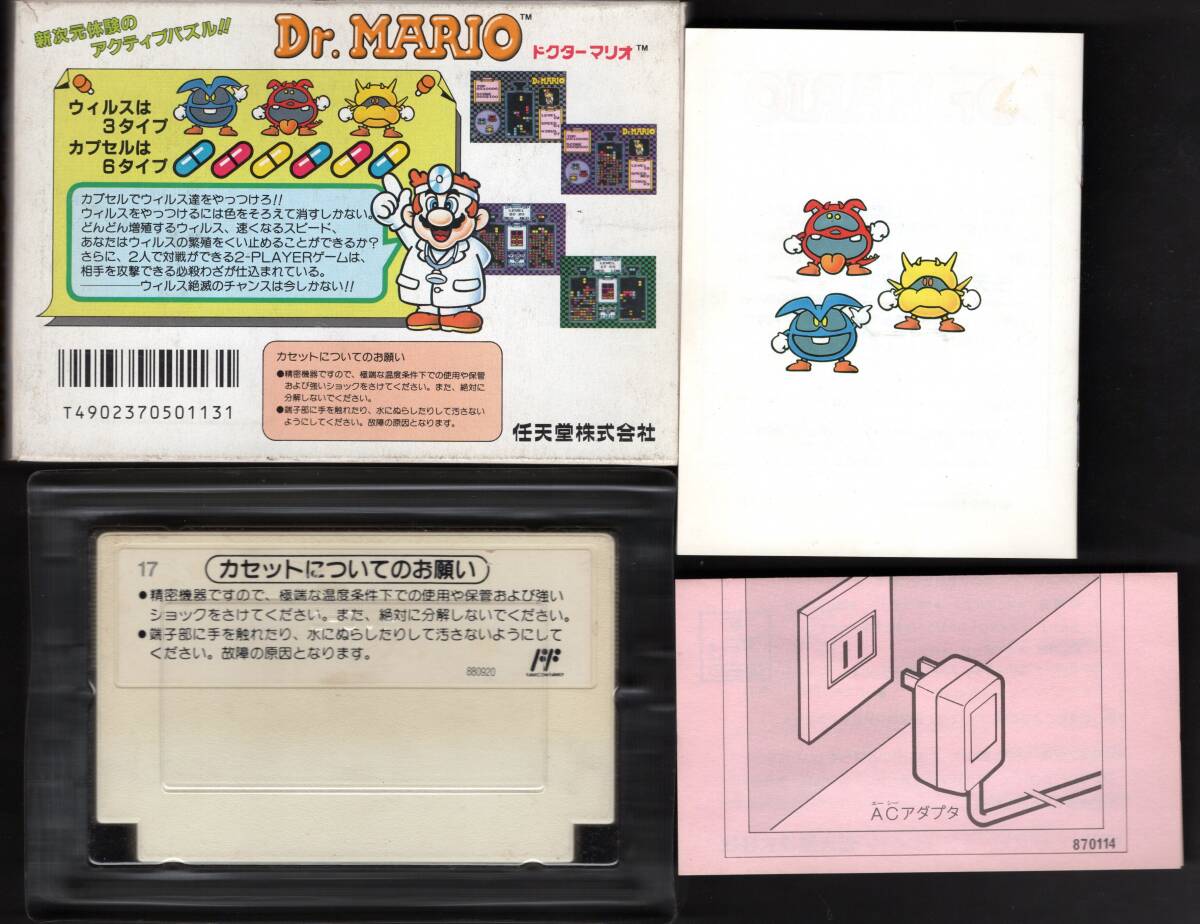 新次元体験の
アクティブパズル!!
Dr. MARIO™
ドクターマリオ™
ウィルスは
3タイプ
カプセルは
6タイプ
カプセルでウィルス達をやっつけろ!!
ウィルスをやっつけるには色をそろえて消すしかない。
どんどん増殖するウィルス、速くなるスピード、
あなたはウィルスの繁殖をくい止めることができるか?
さらに、2人で対戦ができる2-PLAYERゲームは、
相手を攻撃できる必殺わざが仕込まれている。
――ウィルス絶滅のチャンスは今しかない!!
Dr.MARIO
Dr.MARIO
T4902370501131
カセットについてのお願い
●精密機器ですので、極端な温度条件下での使用や保管
および強いショックをさけてください。また、絶対に
分解しないでください。
●端子部に手を触れたり、水にぬらしたりして汚さない
ようにしてください。故障の原因となります。
任天堂株式会社
17
カセットについてのお願い
●精密機器ですので、極端な温度条件下での使用や保管および強い
ショックをさけてください。また、絶対に分解しないでください。
●端子部に手を触れたり、水にぬらしたりして汚さないようにして
ください。故障の原因となります。
880920
エー シー
ACアダプタ
870114